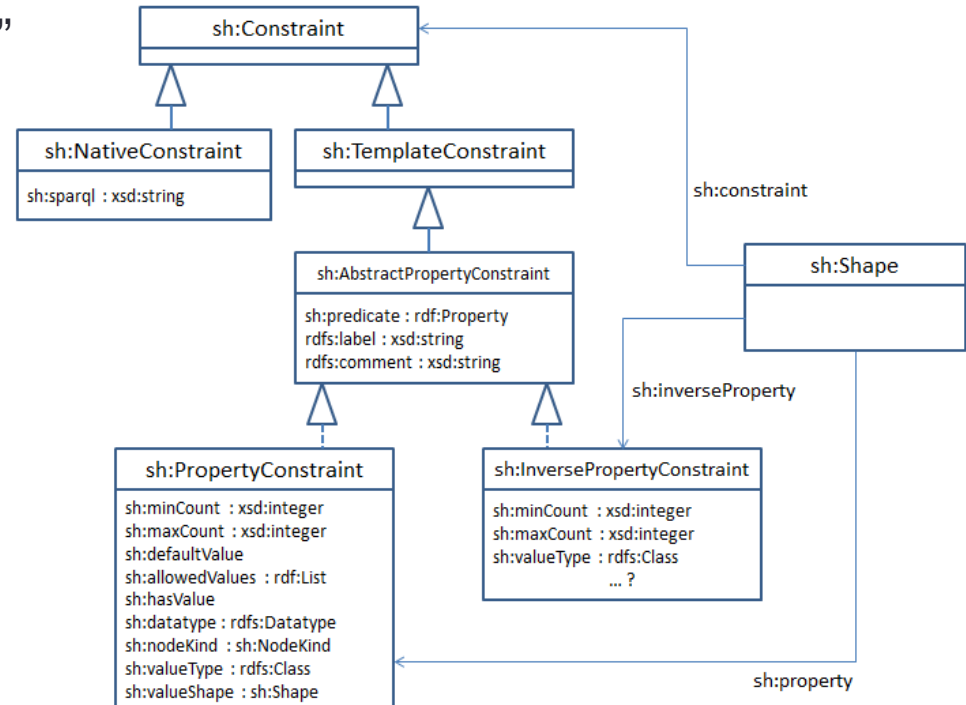 ”
sh:Constraint
sh:NativeConstraint
sh:sparql : xsd:string
sh:TemplateConstraint
sh:constraint
sh:AbstractPropertyConstraint
sh:predicate : rdf:Property
rdfs:label : xsd:string
rdfs:comment : xsd:string
sh:Shape
sh:inverseProperty
sh:PropertyConstraint
sh:minCount : xsd:integer
sh:maxCount : xsd:integer
sh:defaultValue
sh:allowedValues : rdf:List
sh:hasValue
sh:datatype : rdfs:Datatype
sh:nodeKind : sh:NodeKind
sh:valueType : rdfs:Class
sh:valueShape : sh:Shape
sh:InversePropertyConstraint
sh:minCount : xsd:integer
sh:maxCount : xsd:integer
sh:valueType : rdfs:Class
... ?
sh:property